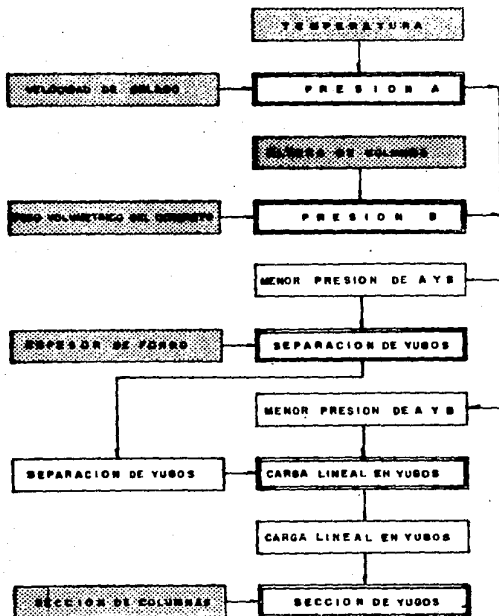 TEMPERATURA
VELOCIDAD DE COLADO
PRESION A
ALTURA DE COLUMNA
PESO VOLUMETRICO DEL CONCRETO
PRESION B
MENOR PRESION DE A Y B
ESPESOR DE FORRO
SEPARACION DE YUGOS
MENOR PRESION DE A Y B
SEPARACION DE YUGOS
CARGA LINEAL EN YUGOS
CARGA LINEAL EN YUGOS
SECCION DE COLUMNAS
SECCION DE YUGOS